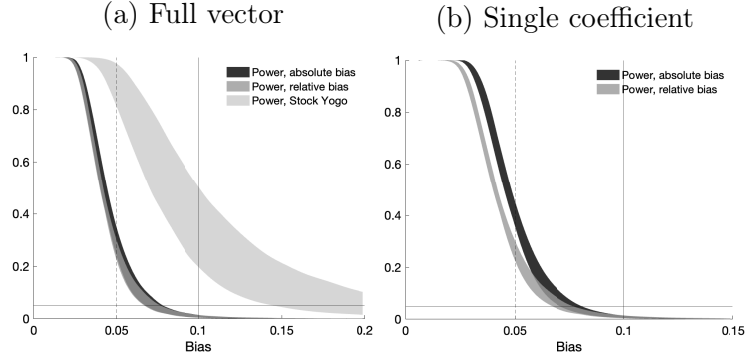 (a) Full vector
1
0.8
0.6
0.4
0.2
0
0 0.05 0.1 0.15 0.2
Bias
Power, absolute bias
Power, relative bias
Power, Stock Yogo
(b) Single coefficient
1
0.8
0.6
0.4
0.2
0
0 0.05 0.1 0.15
Bias
Power, absolute bias
Power, relative bias